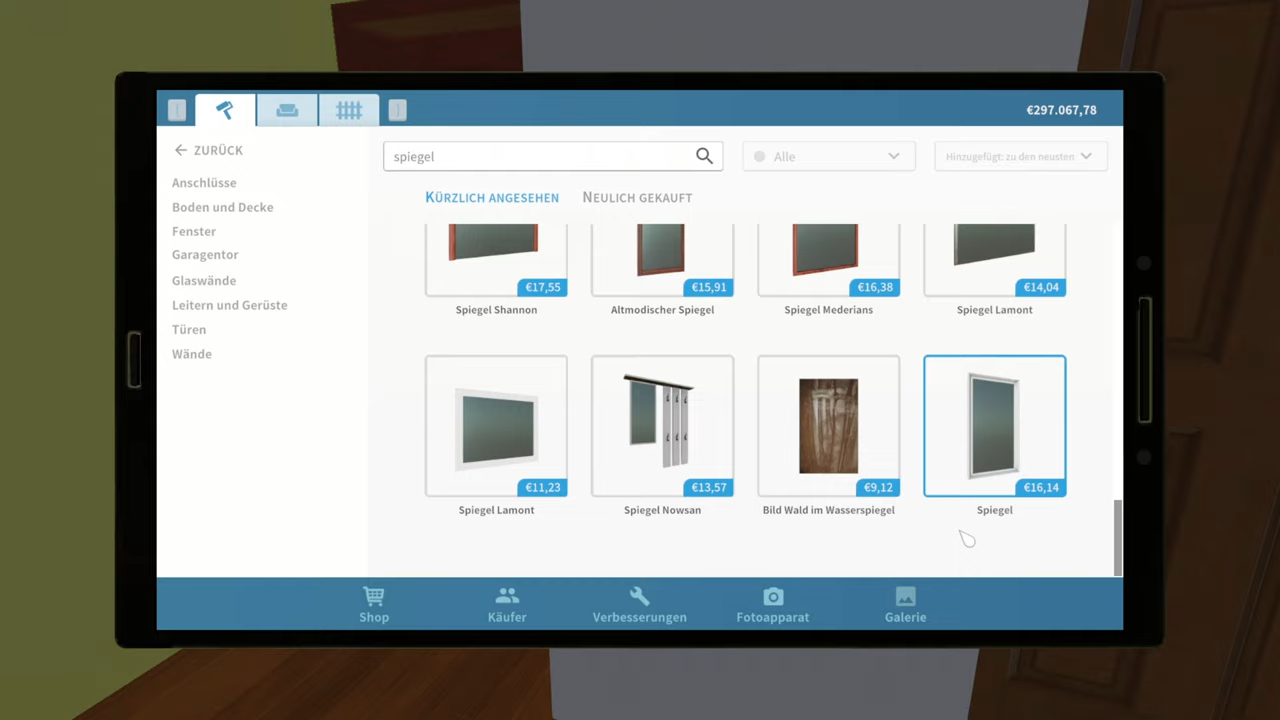 €297.067,78
ZURÜCK
spiegel
Alle
Hinzugefügt: zu den neusten
Anschlüsse
Boden und Decke
Fenster
Garagentor
Glaswände
Leitern und Gerüste
Türen
Wände
KÜRZLICH ANGESEHEN
NEULICH GEKAUFT
€17,55
€15,91
€16,38
€14,04
Spiegel Shannon
Altmodischer Spiegel
Spiegel Mederians
Spiegel Lamont
€11,23
€13,57
€9,12
€16,14
Spiegel Lamont
Spiegel Nowsan
Bild Wald im Wasserspiegel
Spiegel
Shop
Käufer
Verbesserungen
Fotoapparat
Galerie